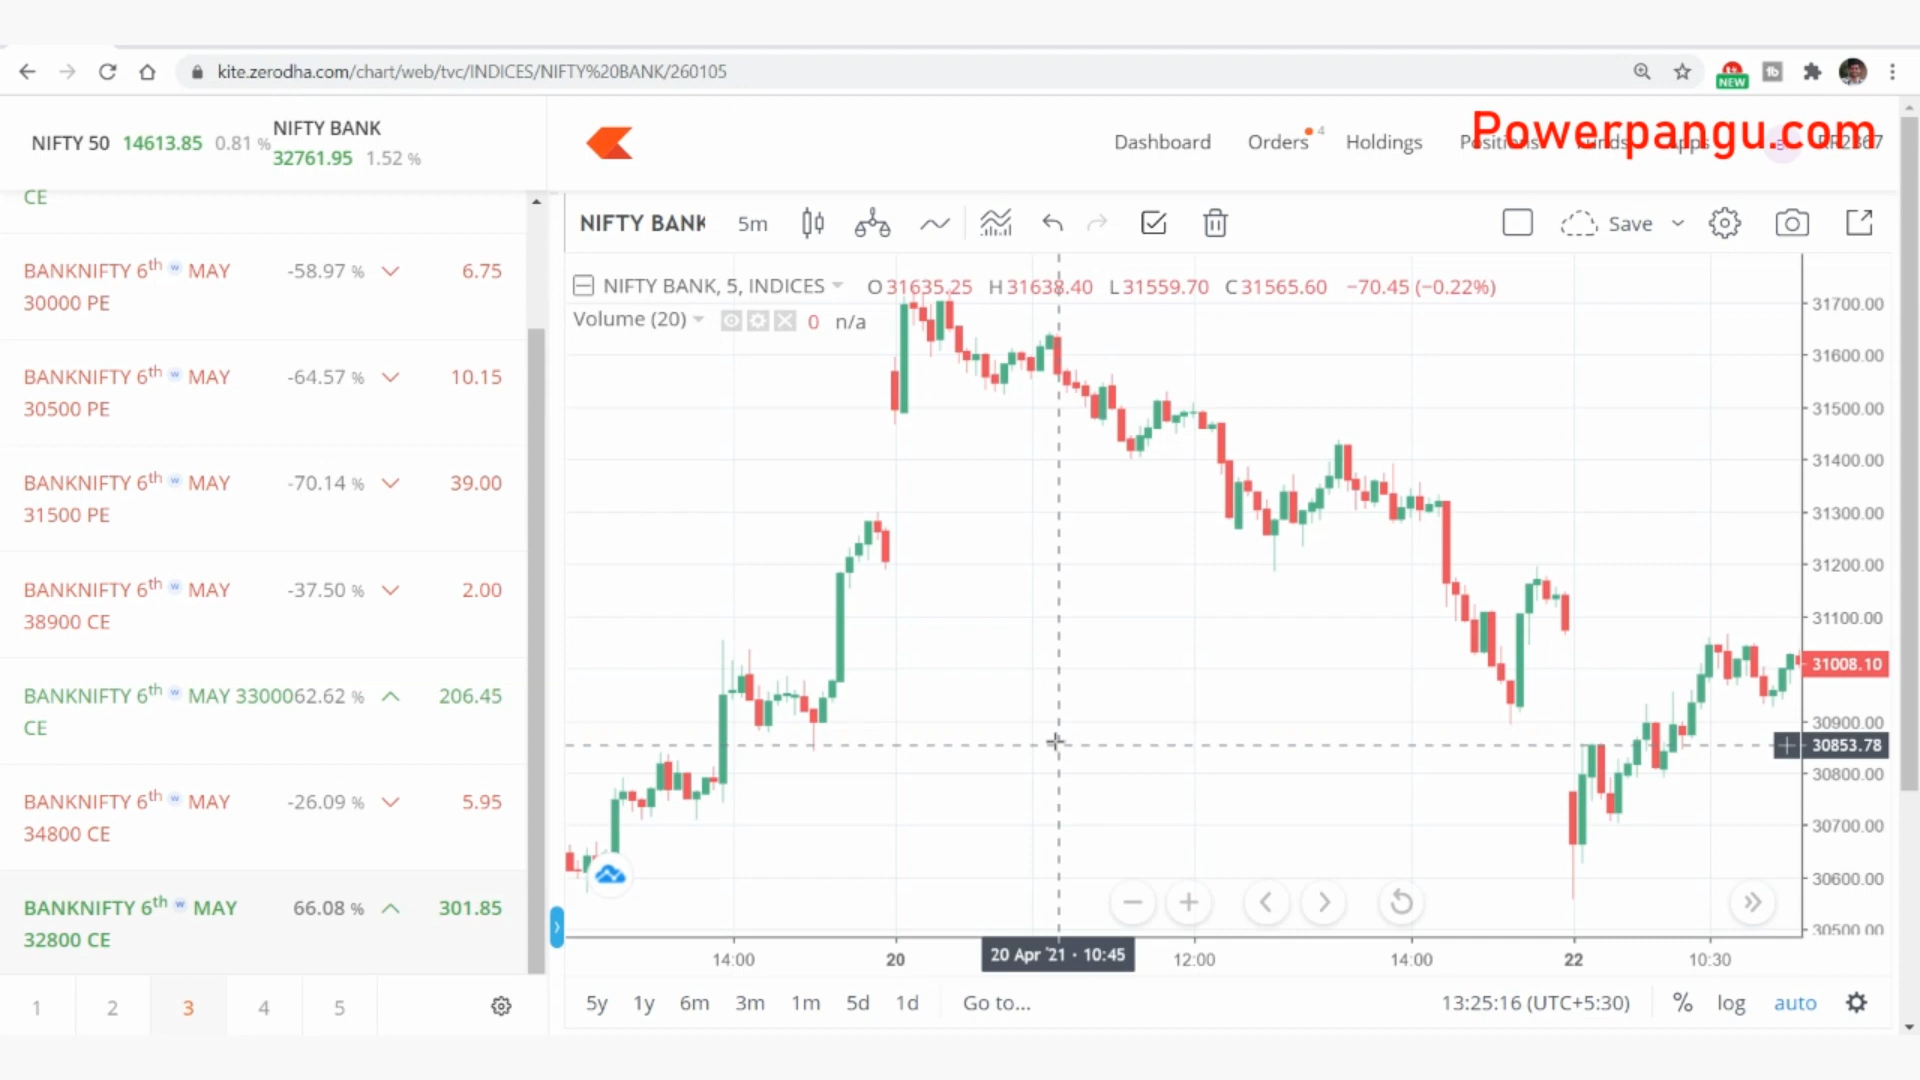 kite.zerodha.com/chart/web/tvc/INDICES/NIFTY%20BANK/260105
NEW
NIFTY 50 14613.85 0.81 %
NIFTY BANK
32761.95 1.52 %
Dashboard Orders 4 Holdings Positions Funds Apps
Powerpangu.com
CE
BANKNIFTY 6th w MAY -58.97 % 6.75
30000 PE
BANKNIFTY 6th w MAY -64.57 % 10.15
30500 PE
BANKNIFTY 6th w MAY -70.14 % 39.00
31500 PE
BANKNIFTY 6th w MAY -37.50 % 2.00
38900 CE
BANKNIFTY 6th w MAY 33000 62.62 % 206.45
CE
BANKNIFTY 6th w MAY -26.09 % 5.95
34800 CE
BANKNIFTY 6th w MAY 66.08 % 301.85
32800 CE
1 2 3 4 5
NIFTY BANK 5m Save
NIFTY BANK, 5, INDICES O31635.25 H31638.40 L31559.70 C31565.60 −70.45 (−0.22%)
Volume (20) 0 n/a
31700.00
31600.00
31500.00
31400.00
31300.00
31200.00
31100.00
31008.10
30900.00
30853.78
30800.00
30700.00
30600.00
30500.00
14:00 20 20 Apr '21 · 10:45 12:00 14:00 22 10:30
5y 1y 6m 3m 1m 5d 1d Go to... 13:25:16 (UTC+5:30) % log auto